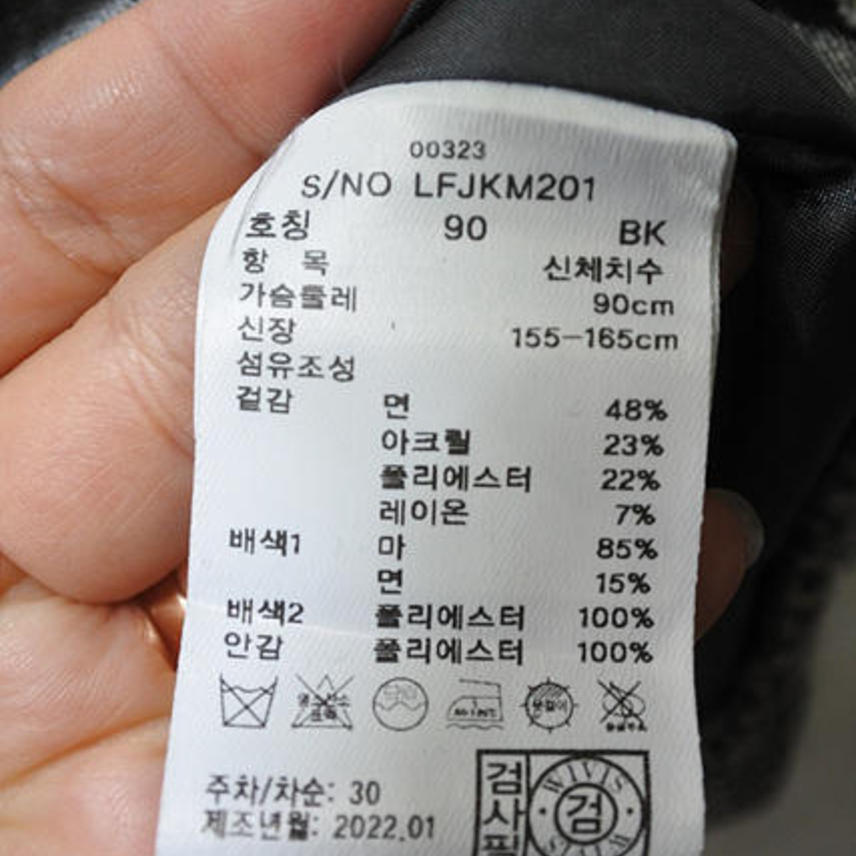 00323
S/NO LFJKM201
호칭 90 BK
항 목 신체치수
가슴둘레 90cm
신장 155-165cm
섬유조성
겉감 면 48%
아크릴 23%
폴리에스터 22%
레이온 7%
배색1 마 85%
면 15%
배색2 폴리에스터 100%
안감 폴리에스터 100%
옷걸이
주차/차순: 30
제조년월: 2022.01
검사필
WIVIS
검